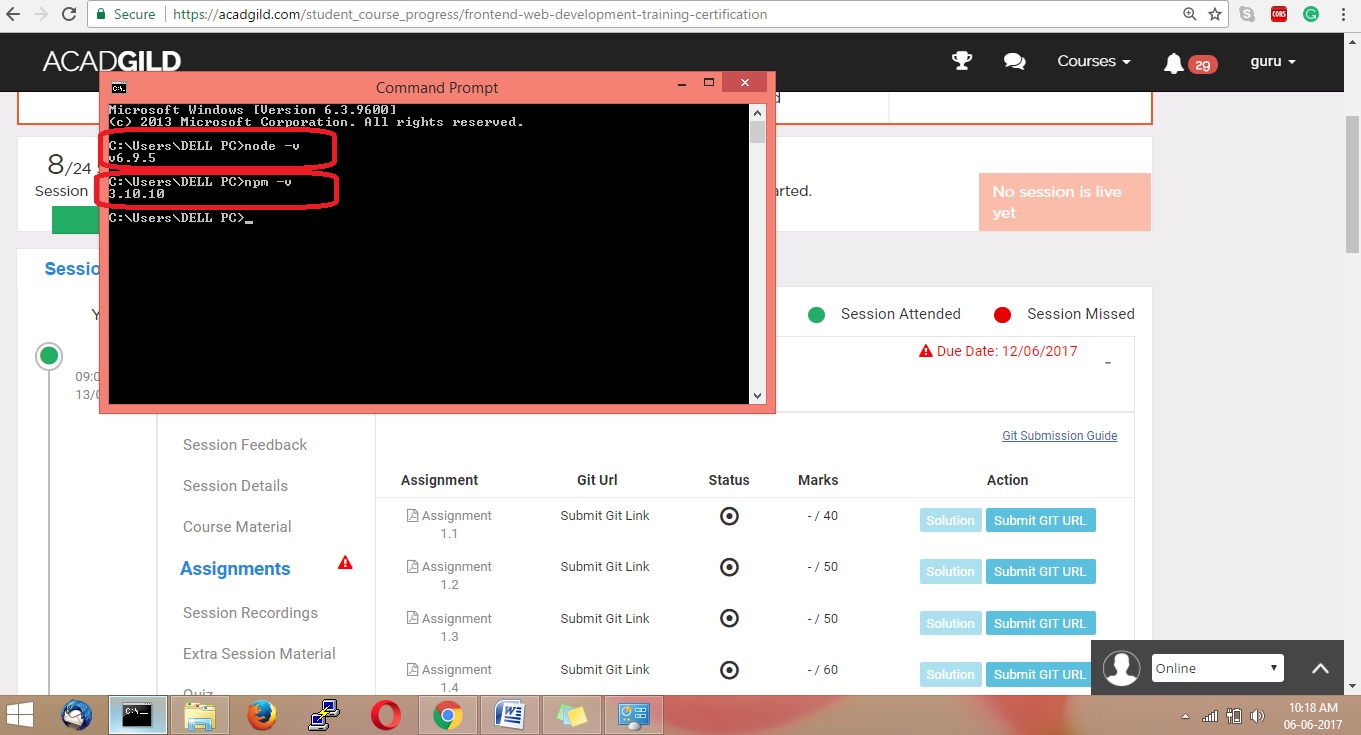 Secure
https://acadgild.com/student_course_progress/frontend-web-development-training-certification
CORS
ACADGILD
Courses
29
guru
Command Prompt
Microsoft Windows [Version 6.3.9600]
(c) 2013 Microsoft Corporation. All rights reserved.
C:\Users\DELL PC>node -v
v6.9.5
C:\Users\DELL PC>npm -v
3.10.10
C:\Users\DELL PC>_
8/24
Session
arted.
No session is live
yet
Sessio
Y
Session Attended
Session Missed
Due Date: 12/06/2017
-
09:0
13/0
Git Submission Guide
Session Feedback
Session Details
Course Material
Assignments
Session Recordings
Extra Session Material
Quiz
Assignment Git Url Status Marks Action
Assignment 1.1 Submit Git Link - / 40 Solution Submit GIT URL
Assignment 1.2 Submit Git Link - / 50 Solution Submit GIT URL
Assignment 1.3 Submit Git Link - / 50 Solution Submit GIT URL
Assignment 1.4 Submit Git Link - / 60 Solution Submit GIT URL
Online
10:18 AM
06-06-2017